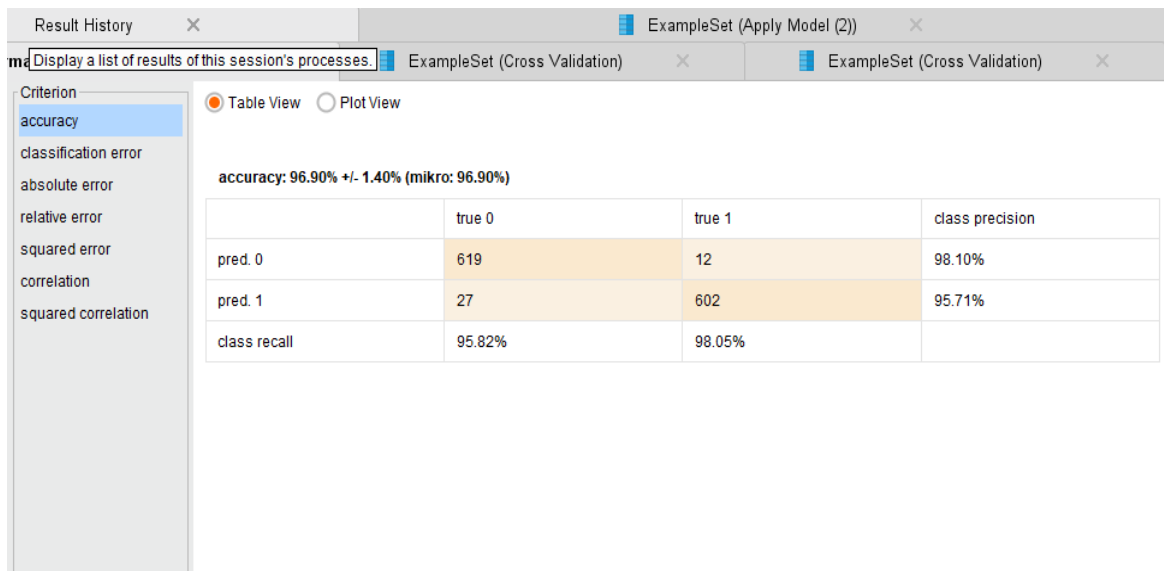 Result History
ExampleSet (Apply Model (2))
Display a list of results of this session's processes.
ExampleSet (Cross Validation)
ExampleSet (Cross Validation)
Criterion
accuracy
classification error
absolute error
relative error
squared error
correlation
squared correlation
Table View
Plot View
accuracy: 96.90% +/- 1.40% (mikro: 96.90%)
true 0 true 1 class precision
pred. 0 619 12 98.10%
pred. 1 27 602 95.71%
class recall 95.82% 98.05%